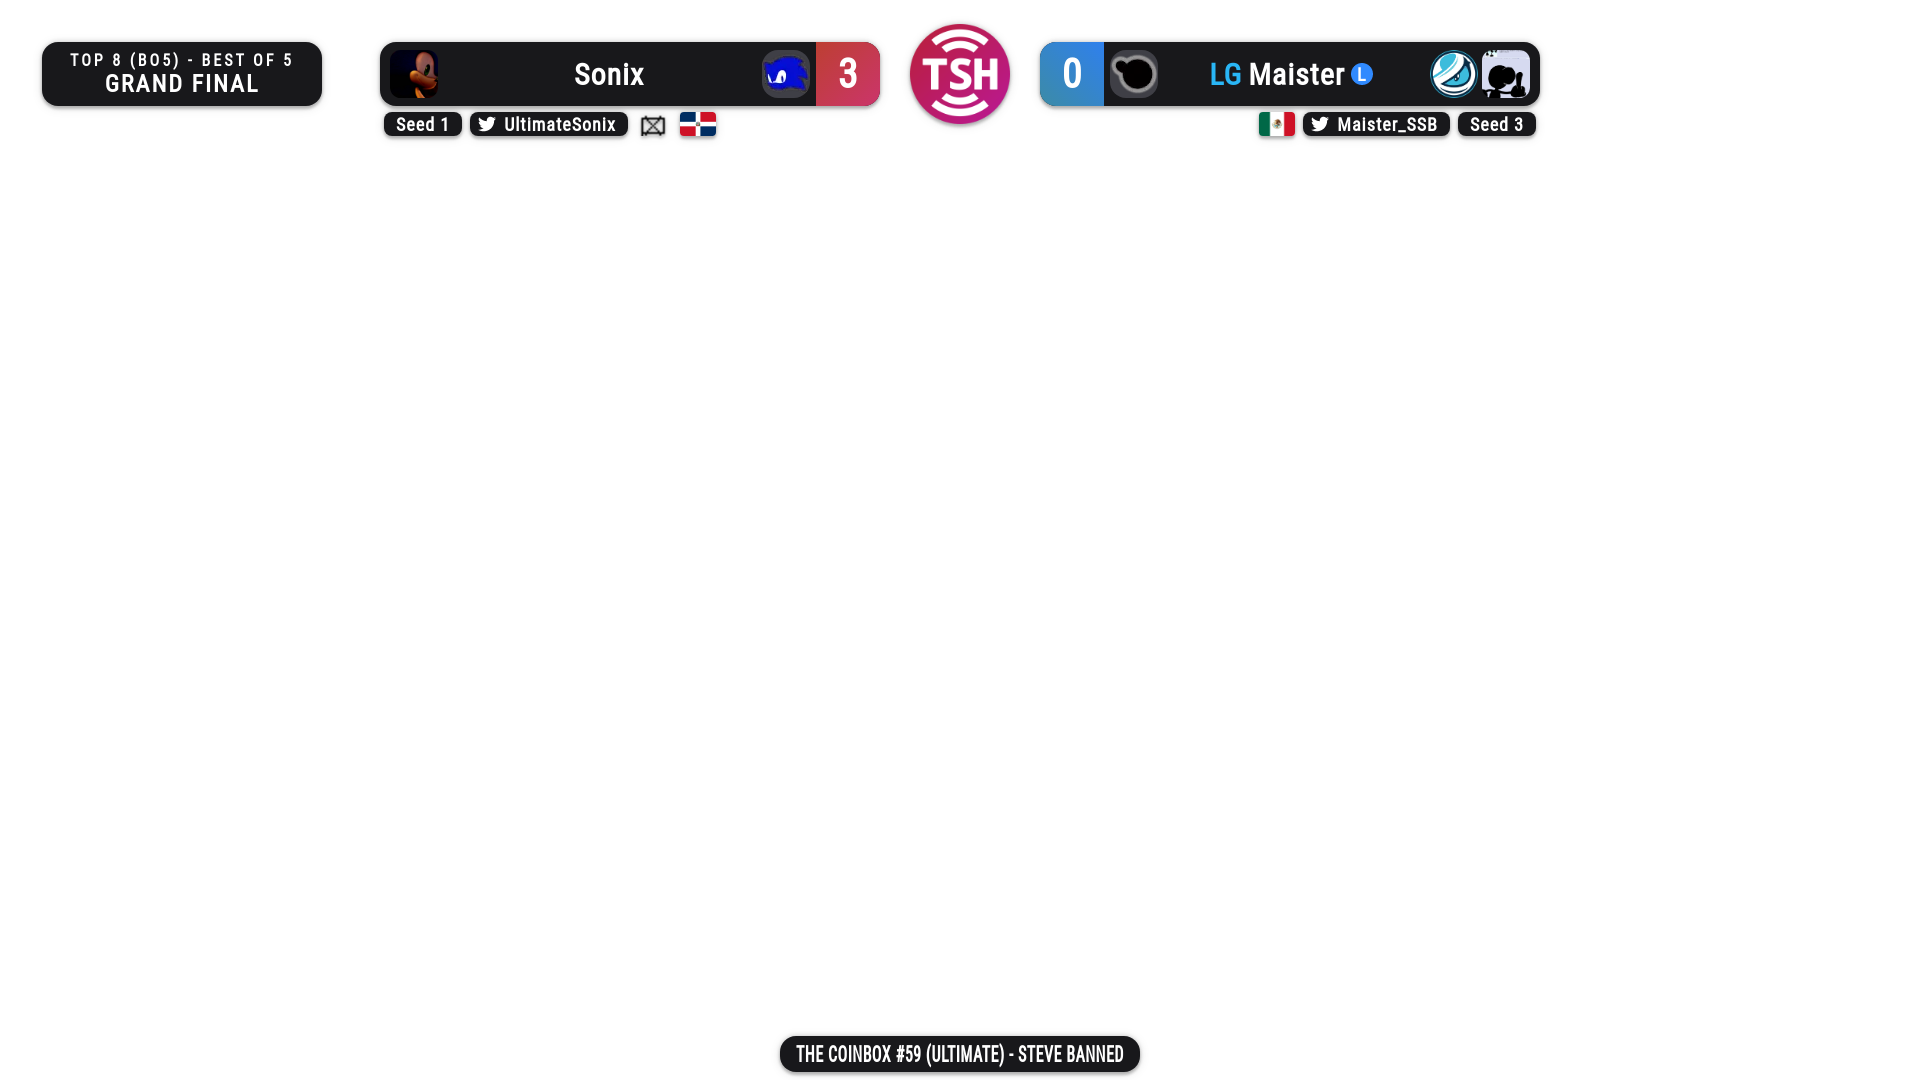 TOP 8 (BO5) - BEST OF 5
GRAND FINAL
Sonix
3
TSH
0
LG Maister L
Seed 1
UltimateSonix
Maister_SSB
Seed 3
THE COINBOX #59 (ULTIMATE) - STEVE BANNED